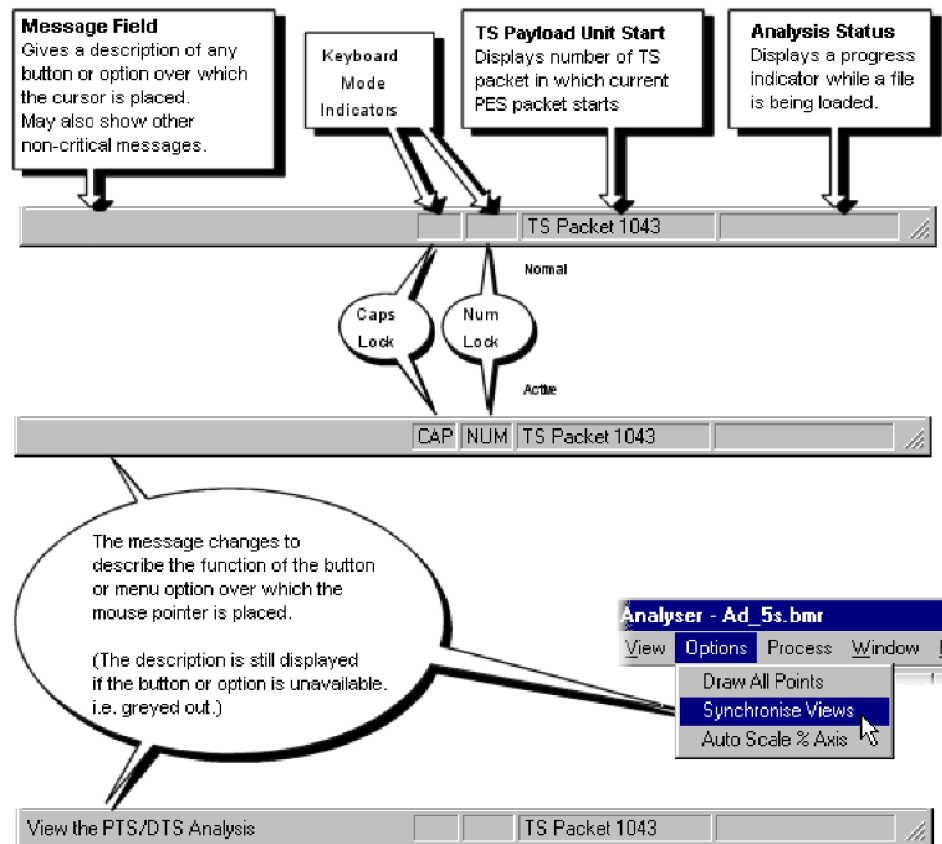 Message Field
Gives a description of any
button or option over which
the cursor is placed.
May also show other
non-critical messages.
Keyboard
Mode
Indicators
TS Payload Unit Start
Displays number of TS
packet in which current
PES packet starts
Analysis Status
Displays a progress
indicator while a file
is being loaded.
TS Packet 1043
Normal
Caps
Lock
Num
Lock
Active
CAP NUM TS Packet 1043
The message changes to
describe the function of the button
or menu option over which the
mouse pointer is placed.
(The description is still displayed
if the button or option is unavailable.
i.e. greyed out.)
Analyser - Ad_5s.bmr
View Options Process Window
Draw All Points
Synchronise Views
Auto Scale % Axis
View the PTS/DTS Analysis TS Packet 1043